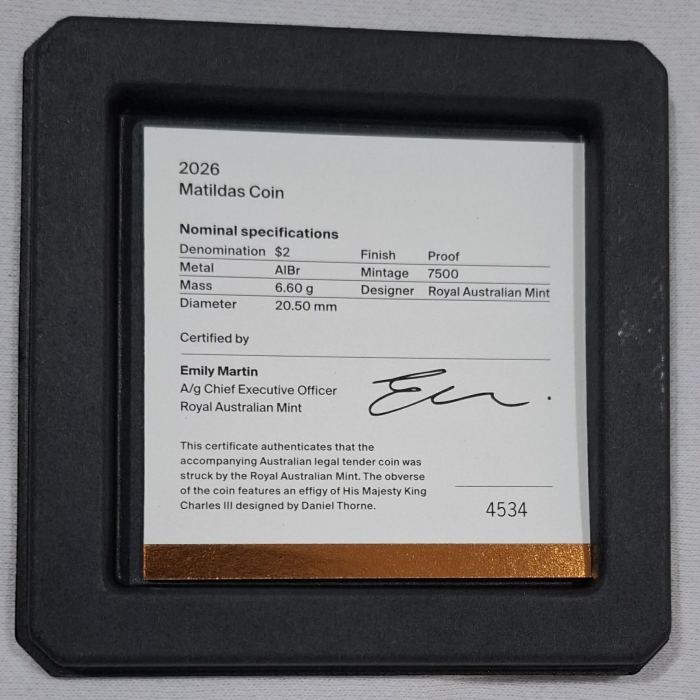 2026
Matildas Coin
Nominal specifications
Denomination $2 Finish Proof
Metal AlBr Mintage 7500
Mass 6.60 g Designer Royal Australian Mint
Diameter 20.50 mm
Certified by
Emily Martin
A/g Chief Executive Officer
Royal Australian Mint
This certificate authenticates that the
accompanying Australian legal tender coin was
struck by the Royal Australian Mint. The obverse
of the coin features an effigy of His Majesty King
Charles III designed by Daniel Thorne.
4534